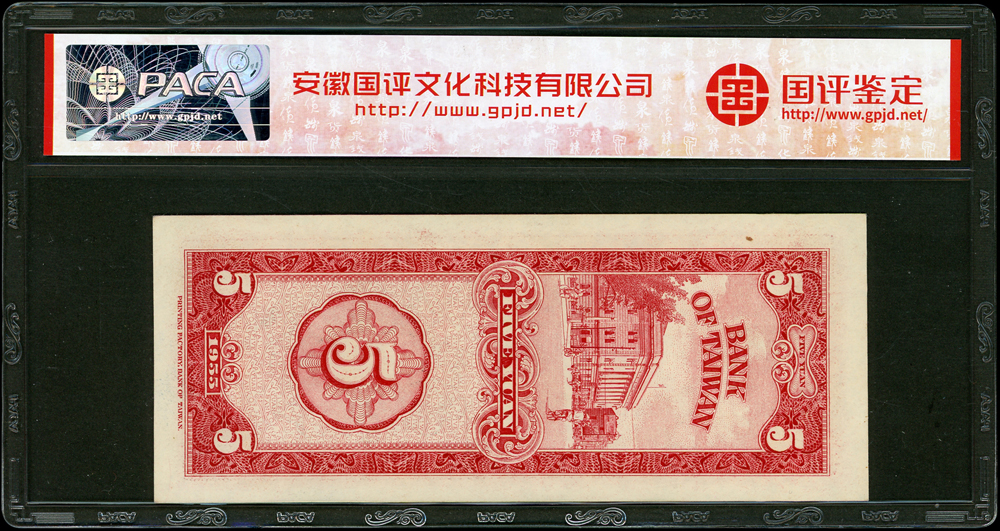 PACA
http://www.gpjd.net/
安徽国评文化科技有限公司
http://www.gpjd.net/
国评鉴定
http://www.gpjd.net/
BANK
OF TAIWAN
5
5
FIVE YUAN
FIVE YUAN
5
5
5
1955
PRINTING FACTORY, BANK OF TAIWAN